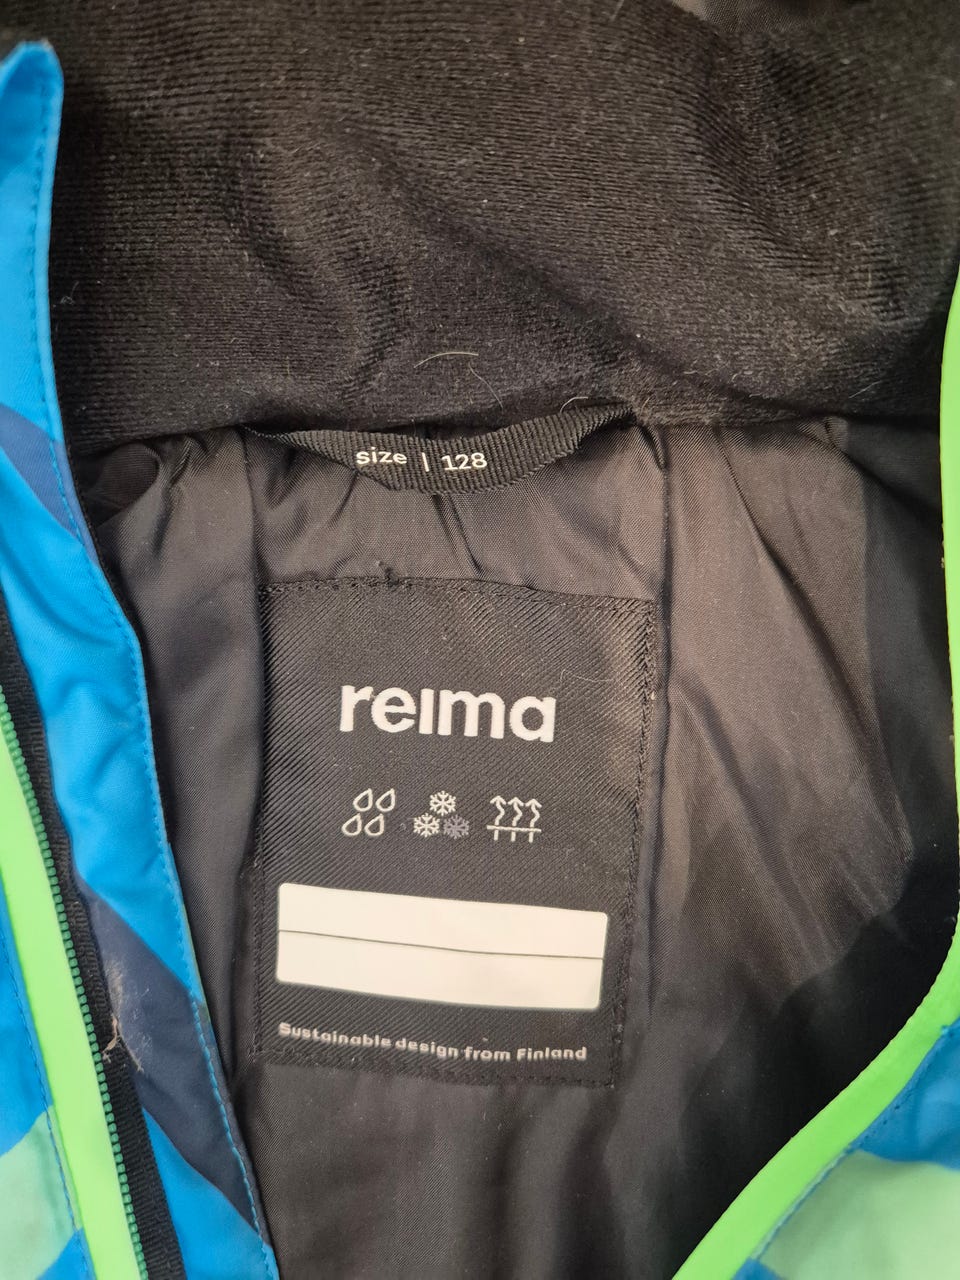 size | 128
reima
Sustainable design from Finland